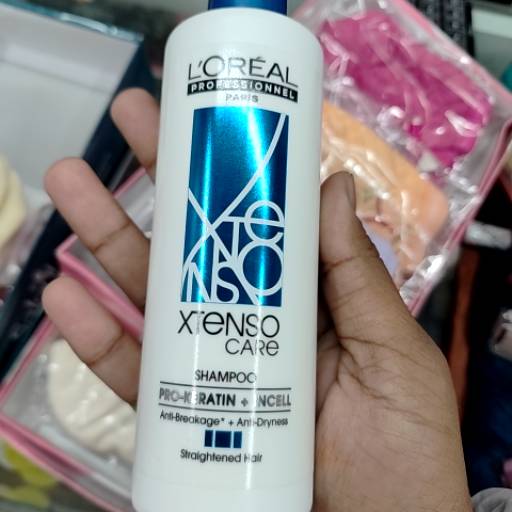 L'ORÉAL
PROFESSIONNEL
PARIS
XTENSO
XTENSO
CARE
SHAMPOO
PRO-KERATIN + INCELL
Anti-Breakage* + Anti-Dryness
Straightened Hair